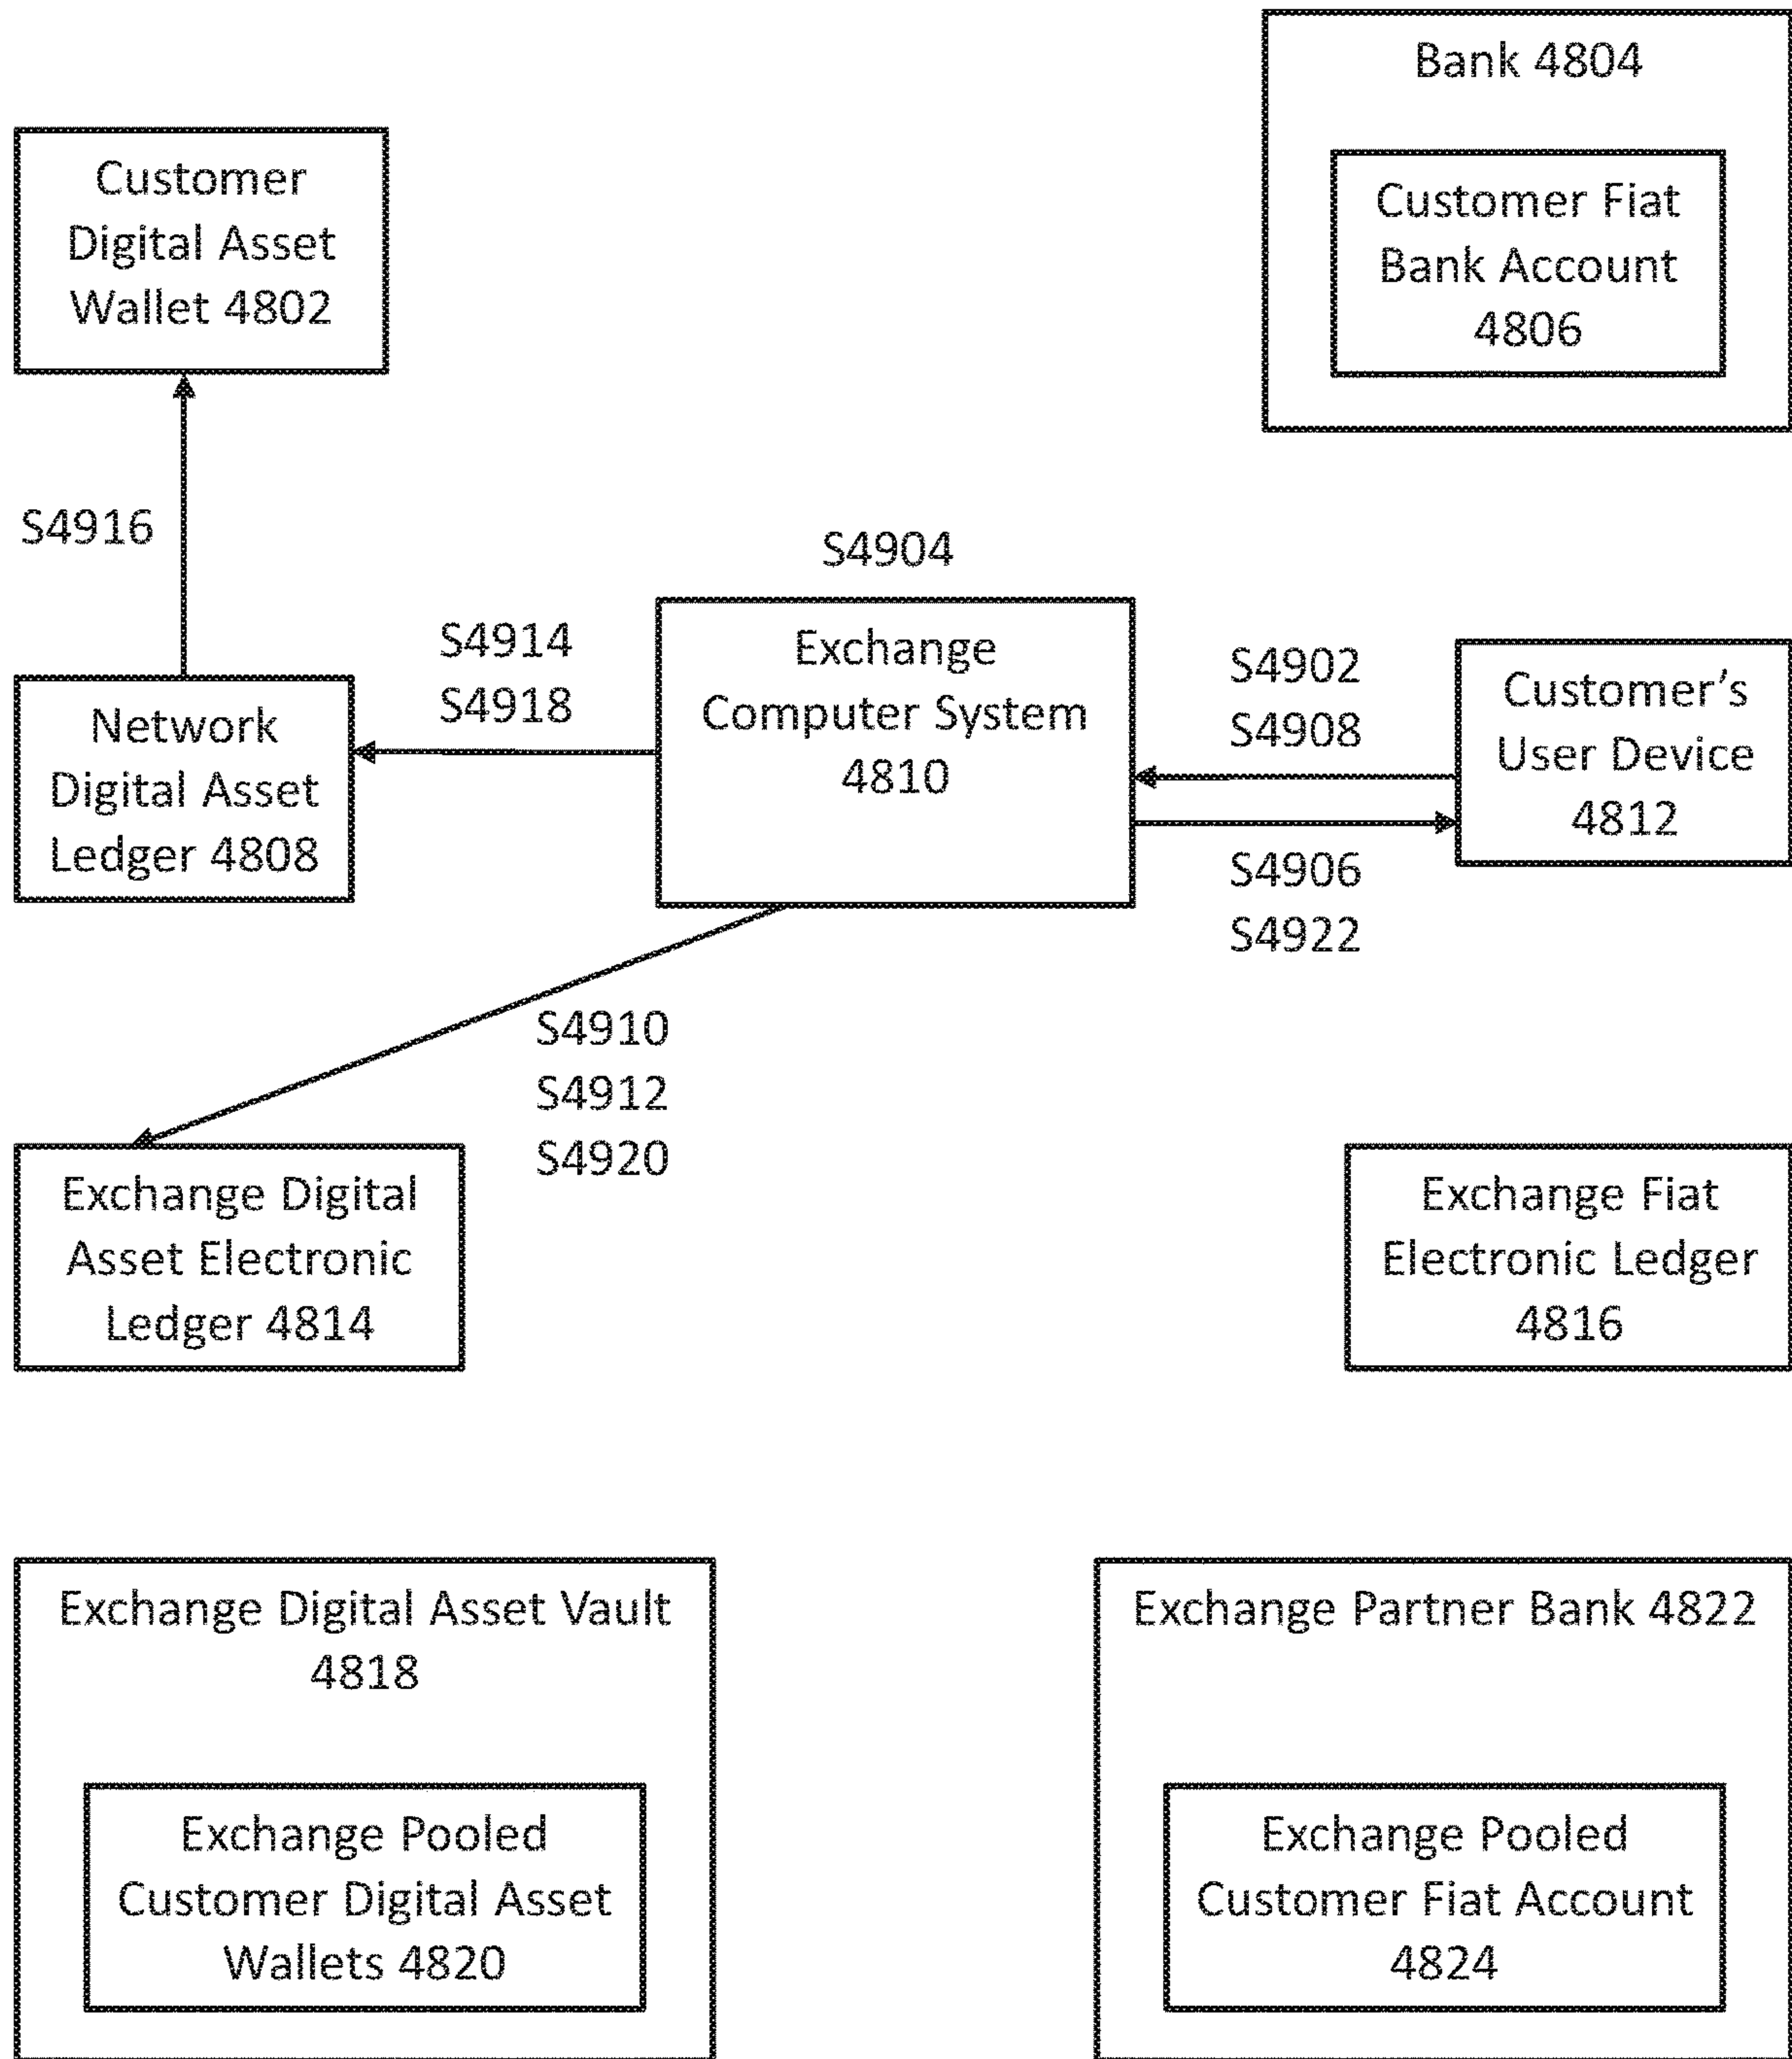 Bank 4804
Customer
Digital Asset
Wallet 4802
Customer Fiat
Bank Account
4806
S4916
S4904
S4914
S4918
Exchange
Computer System
4810
S4902
S4908
Customer's
User Device
4812
Network
Digital Asset
Ledger 4808
S4906
S4922
S4910
S4912
S4920
Exchange Digital
Asset Electronic
Ledger 4814
Exchange Fiat
Electronic Ledger
4816
Exchange Digital Asset Vault
4818
Exchange Pooled
Customer Digital Asset
Wallets 4820
Exchange Partner Bank 4822
Exchange Pooled
Customer Fiat Account
4824